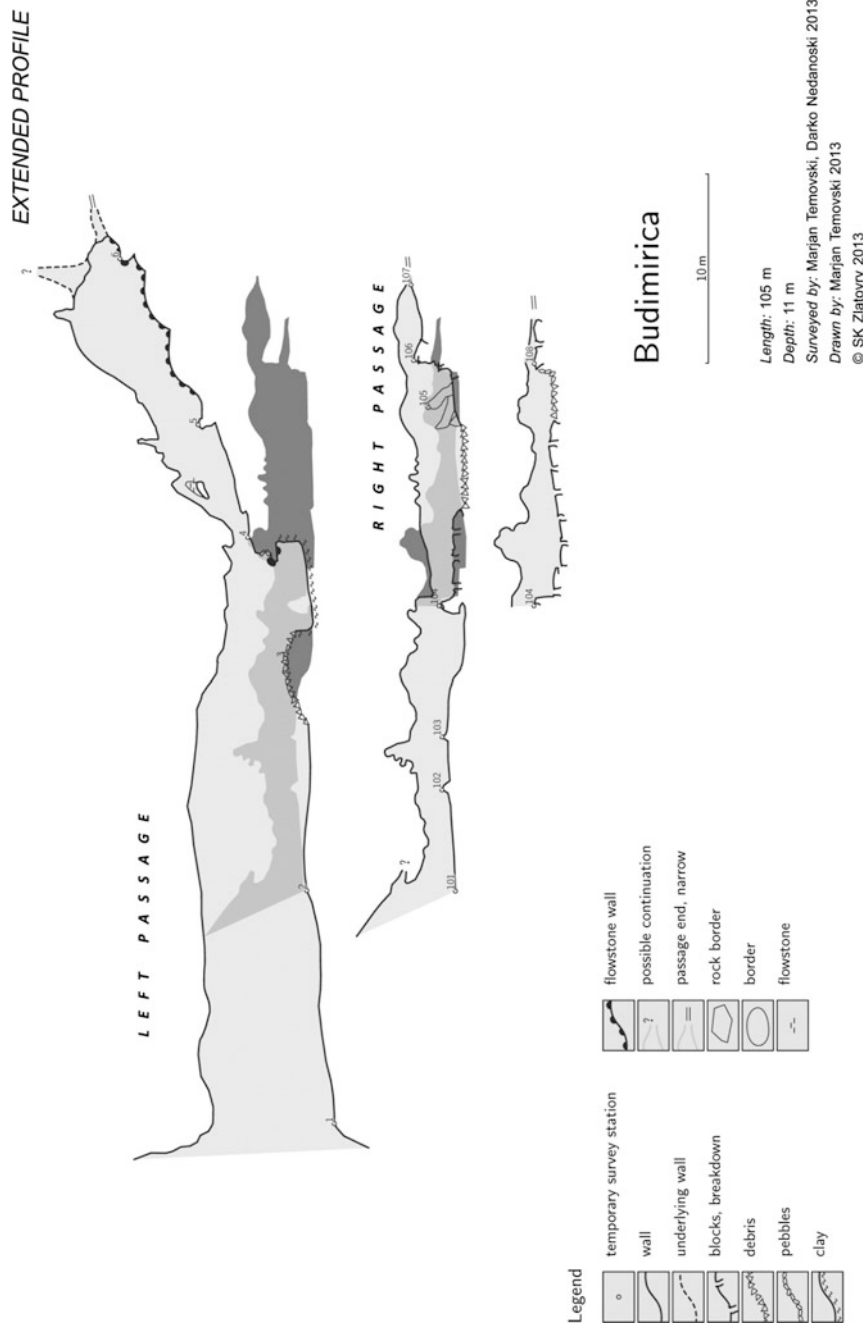 EXTENDED PROFILE
LEFT PASSAGE
1
2
3
4
5
6
?
RIGHT PASSAGE
?
101
102
103
104
105
106
107
104
108
Budimirica
10 m
Length: 105 m
Depth: 11 m
Surveyed by: Marjan Temovski, Darko Nedanoski 2013
Drawn by: Marjan Temovski 2013
© SK Zlatovrv 2013
Legend
temporary survey station
wall
underlying wall
blocks, breakdown
debris
pebbles
clay
flowstone wall
? possible continuation
passage end, narrow
rock border
border
flowstone